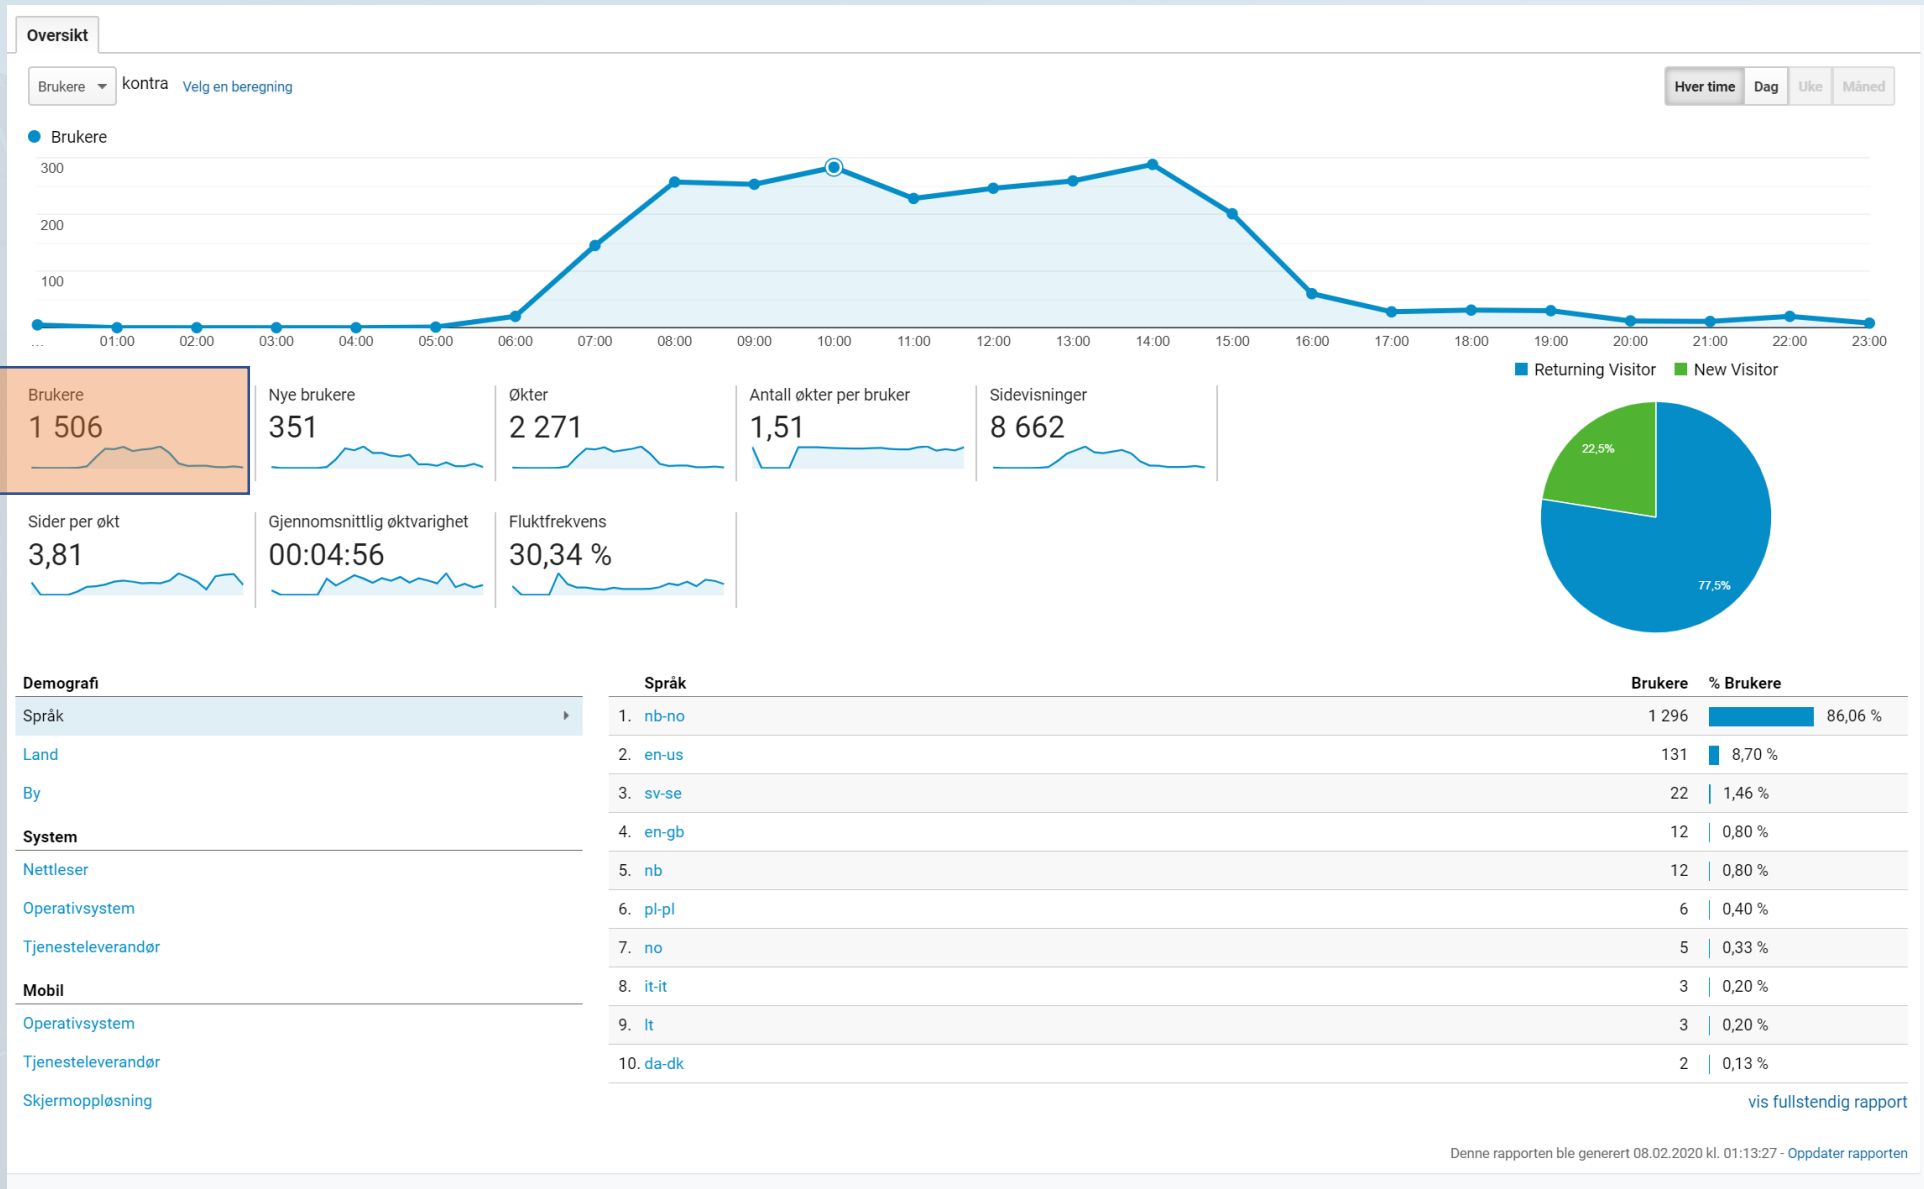 Oversikt
Brukere kontra Velg en beregning
Hver time Dag Uke Måned
Brukere
300
200
100
... 01:00 02:00 03:00 04:00 05:00 06:00 07:00 08:00 09:00 10:00 11:00 12:00 13:00 14:00 15:00 16:00 17:00 18:00 19:00 20:00 21:00 22:00 23:00
Returning Visitor New Visitor
Brukere Nye brukere Økter Antall økter per bruker Sidevisninger
1 506 351 2 271 1,51 8 662
22,5%
77,5%
Sider per økt Gjennomsnittlig øktvarighet Fluktfrekvens
3,81 00:04:56 30,34 %
Demografi
Språk
Land
By
System
Nettleser
Operativsystem
Tjenesteleverandør
Mobil
Operativsystem
Tjenesteleverandør
Skjermoppløsning
Språk Brukere % Brukere
1. nb-no 1 296 86,06 %
2. en-us 131 8,70 %
3. sv-se 22 1,46 %
4. en-gb 12 0,80 %
5. nb 12 0,80 %
6. pl-pl 6 0,40 %
7. no 5 0,33 %
8. it-it 3 0,20 %
9. lt 3 0,20 %
10. da-dk 2 0,13 %
vis fullstendig rapport
Denne rapporten ble generert 08.02.2020 kl. 01:13:27 - Oppdater rapporten